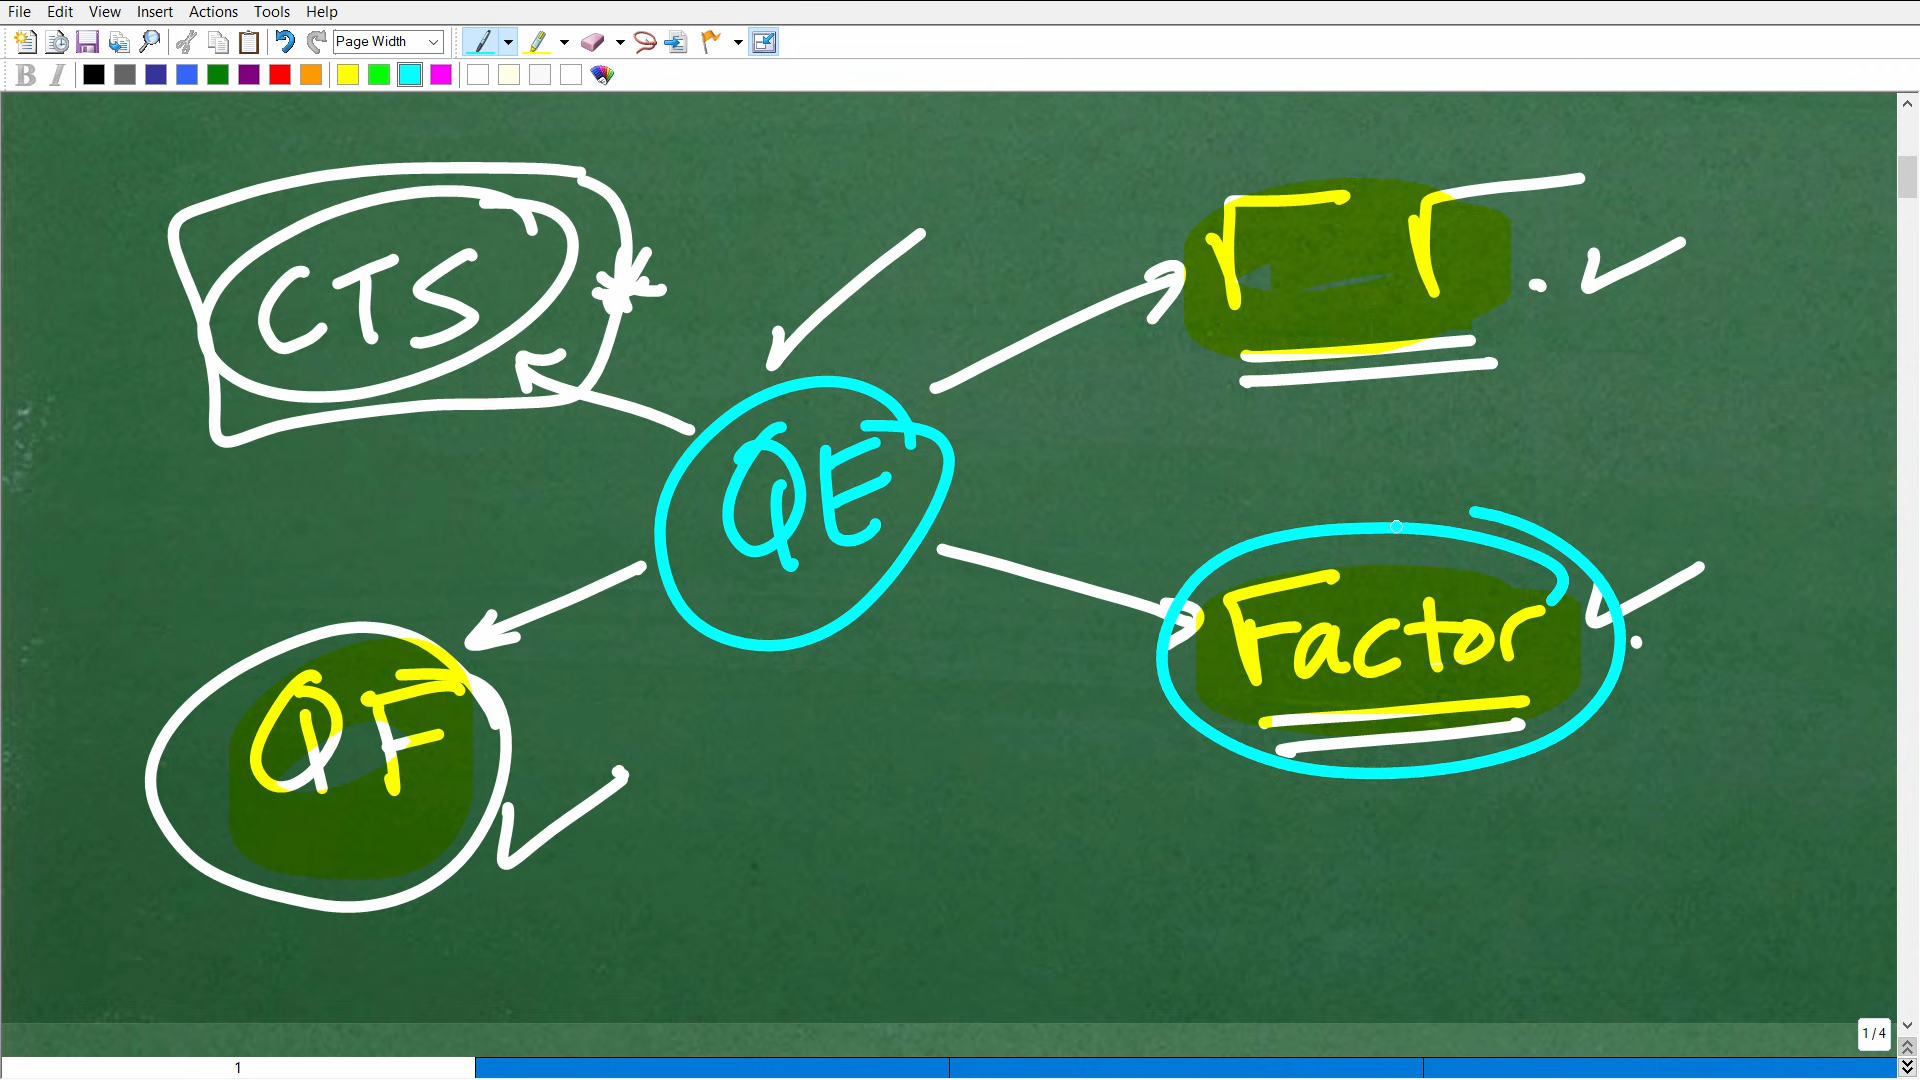 File Edit View Insert Actions Tools Help
Page Width
B I
CTS
√ √
QE
Factor
QF
1 / 4
1